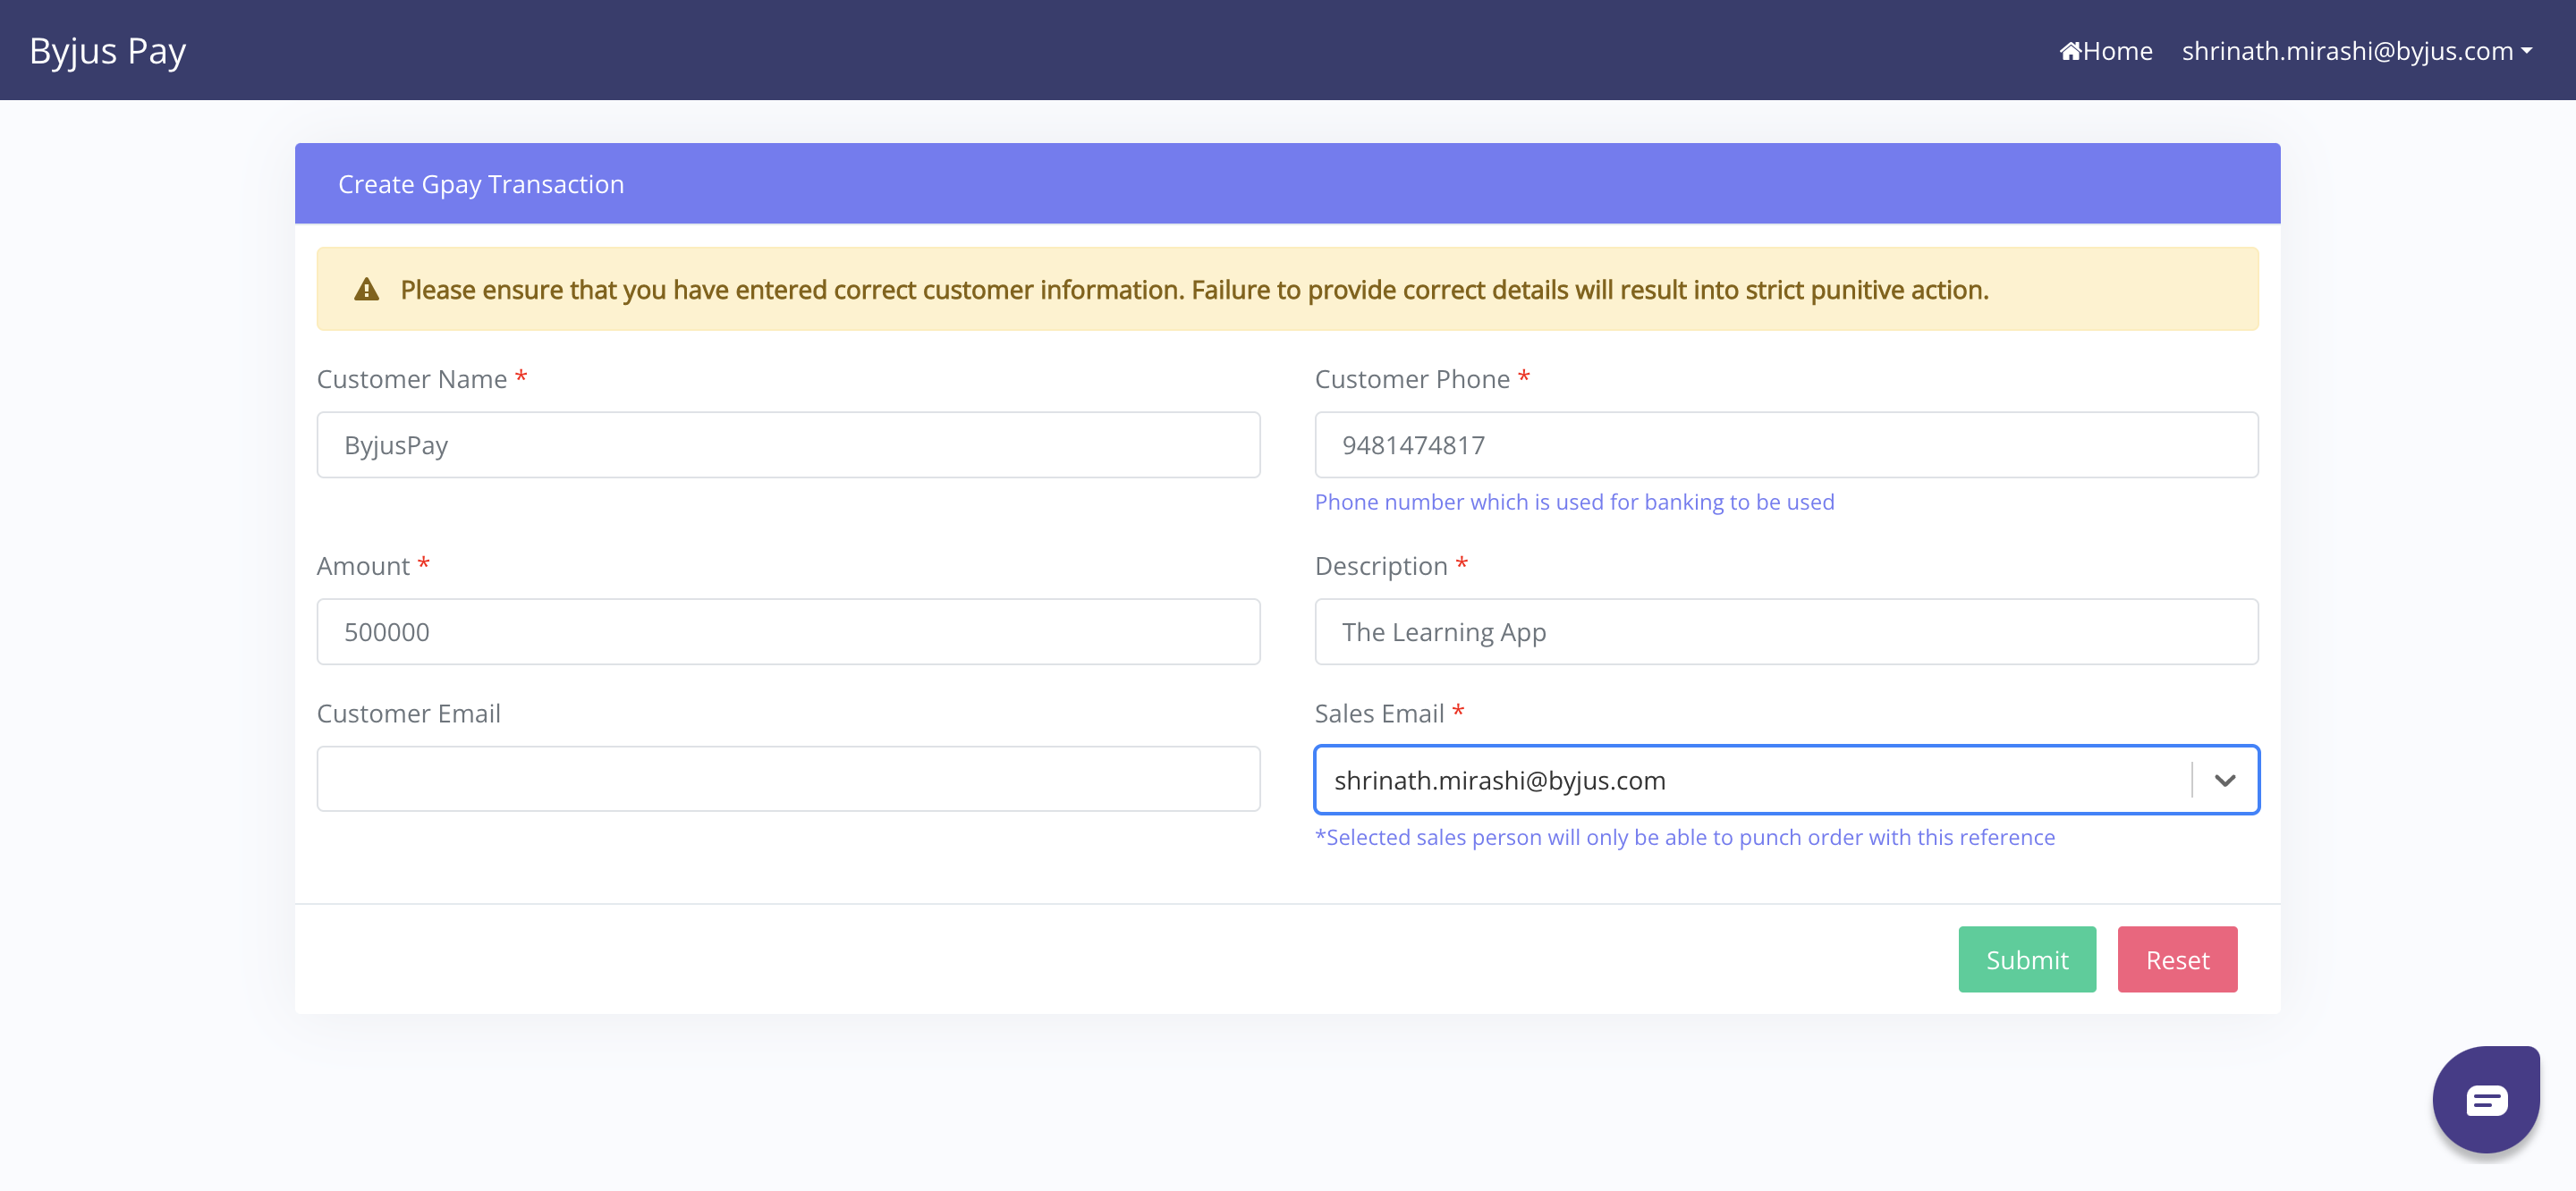 Byjus Pay
Home shrinath.mirashi@byjus.com
Create Gpay Transaction
Please ensure that you have entered correct customer information. Failure to provide correct details will result into strict punitive action.
Customer Name * Customer Phone *
ByjusPay 9481474817
Phone number which is used for banking to be used
Amount * Description *
500000 The Learning App
Customer Email Sales Email *
shrinath.mirashi@byjus.com
*Selected sales person will only be able to punch order with this reference
Submit Reset